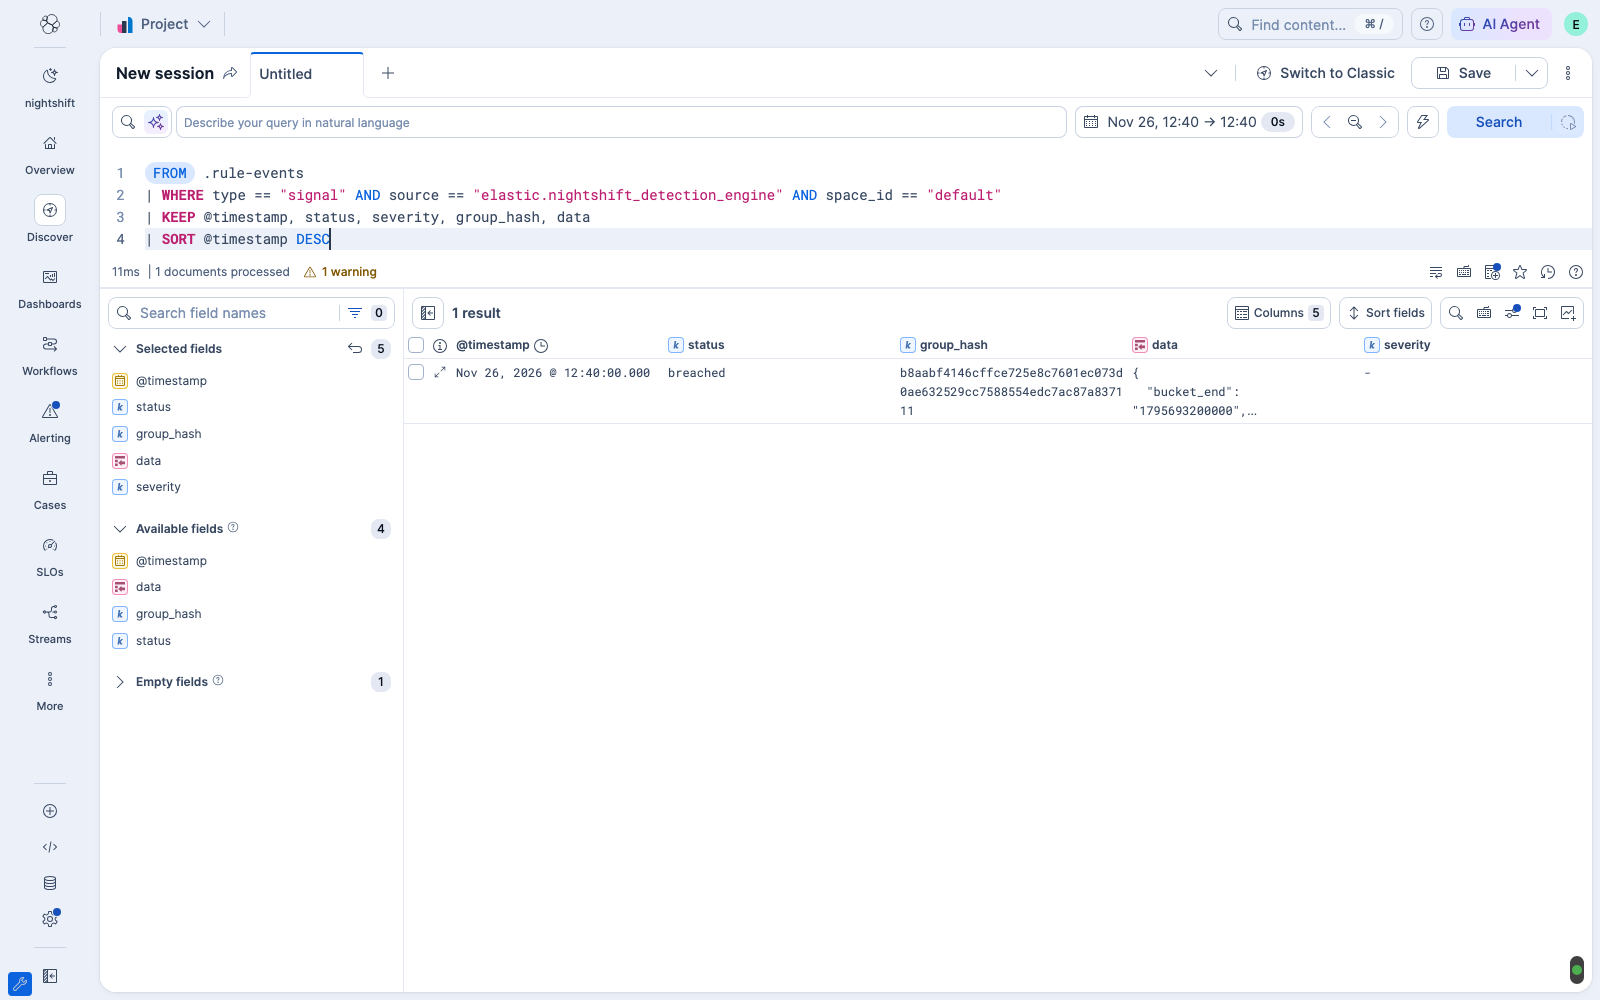 Project
Find content...
⌘ /
AI Agent
E
nightshift
Overview
Discover
Dashboards
Workflows
Alerting
Cases
SLOs
Streams
More
New session
Untitled
Switch to Classic
Save
Describe your query in natural language
Nov 26, 12:40 → 12:40 0s
Search
1 FROM .rule-events
2 | WHERE type == "signal" AND source == "elastic.nightshift_detection_engine" AND space_id == "default"
3 | KEEP @timestamp, status, severity, group_hash, data
4 | SORT @timestamp DESC
11ms | 1 documents processed 1 warning
Search field names 0
Selected fields 5
@timestamp
status
group_hash
data
severity
Available fields 4
@timestamp
data
group_hash
status
Empty fields 1
1 result
Columns 5
Sort fields
@timestamp k status k group_hash data k severity
Nov 26, 2026 @ 12:40:00.000 breached b8aabf4146cffce725e8c7601ec073d { -
0ae632529cc7588554edc7ac87a8371 "bucket_end":
11 "1795693200000",…